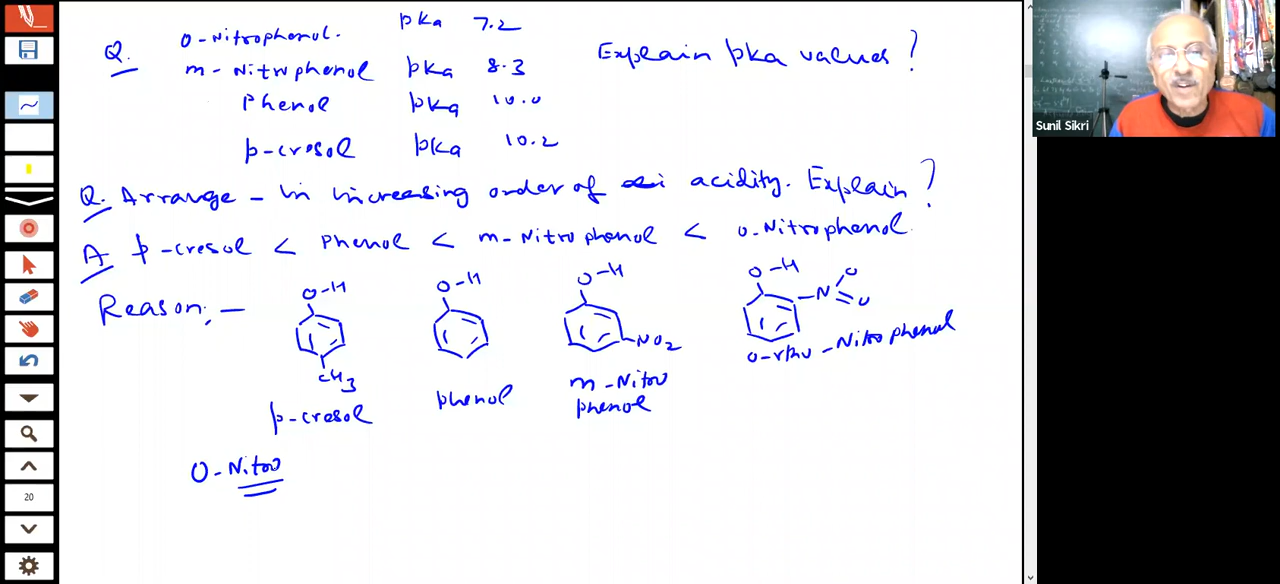 Q. O-Nitrophenol. pka 7.2
m-Nitrophenol pka 8.3 Explain pka values?
Phenol pka 10.0
p-cresol pka 10.2
Q. Arrange - in increasing order of acidity. Explain?
A p-cresol < Phenol < m-Nitrophenol < o-Nitrophenol.
Reason:-
O-H O-H O-H O-H N O O
CH3 NO2
p-cresol phenol m-Nitro phenol o-rtho-Nitrophenol
O-Nitro
Sunil Sikri
20